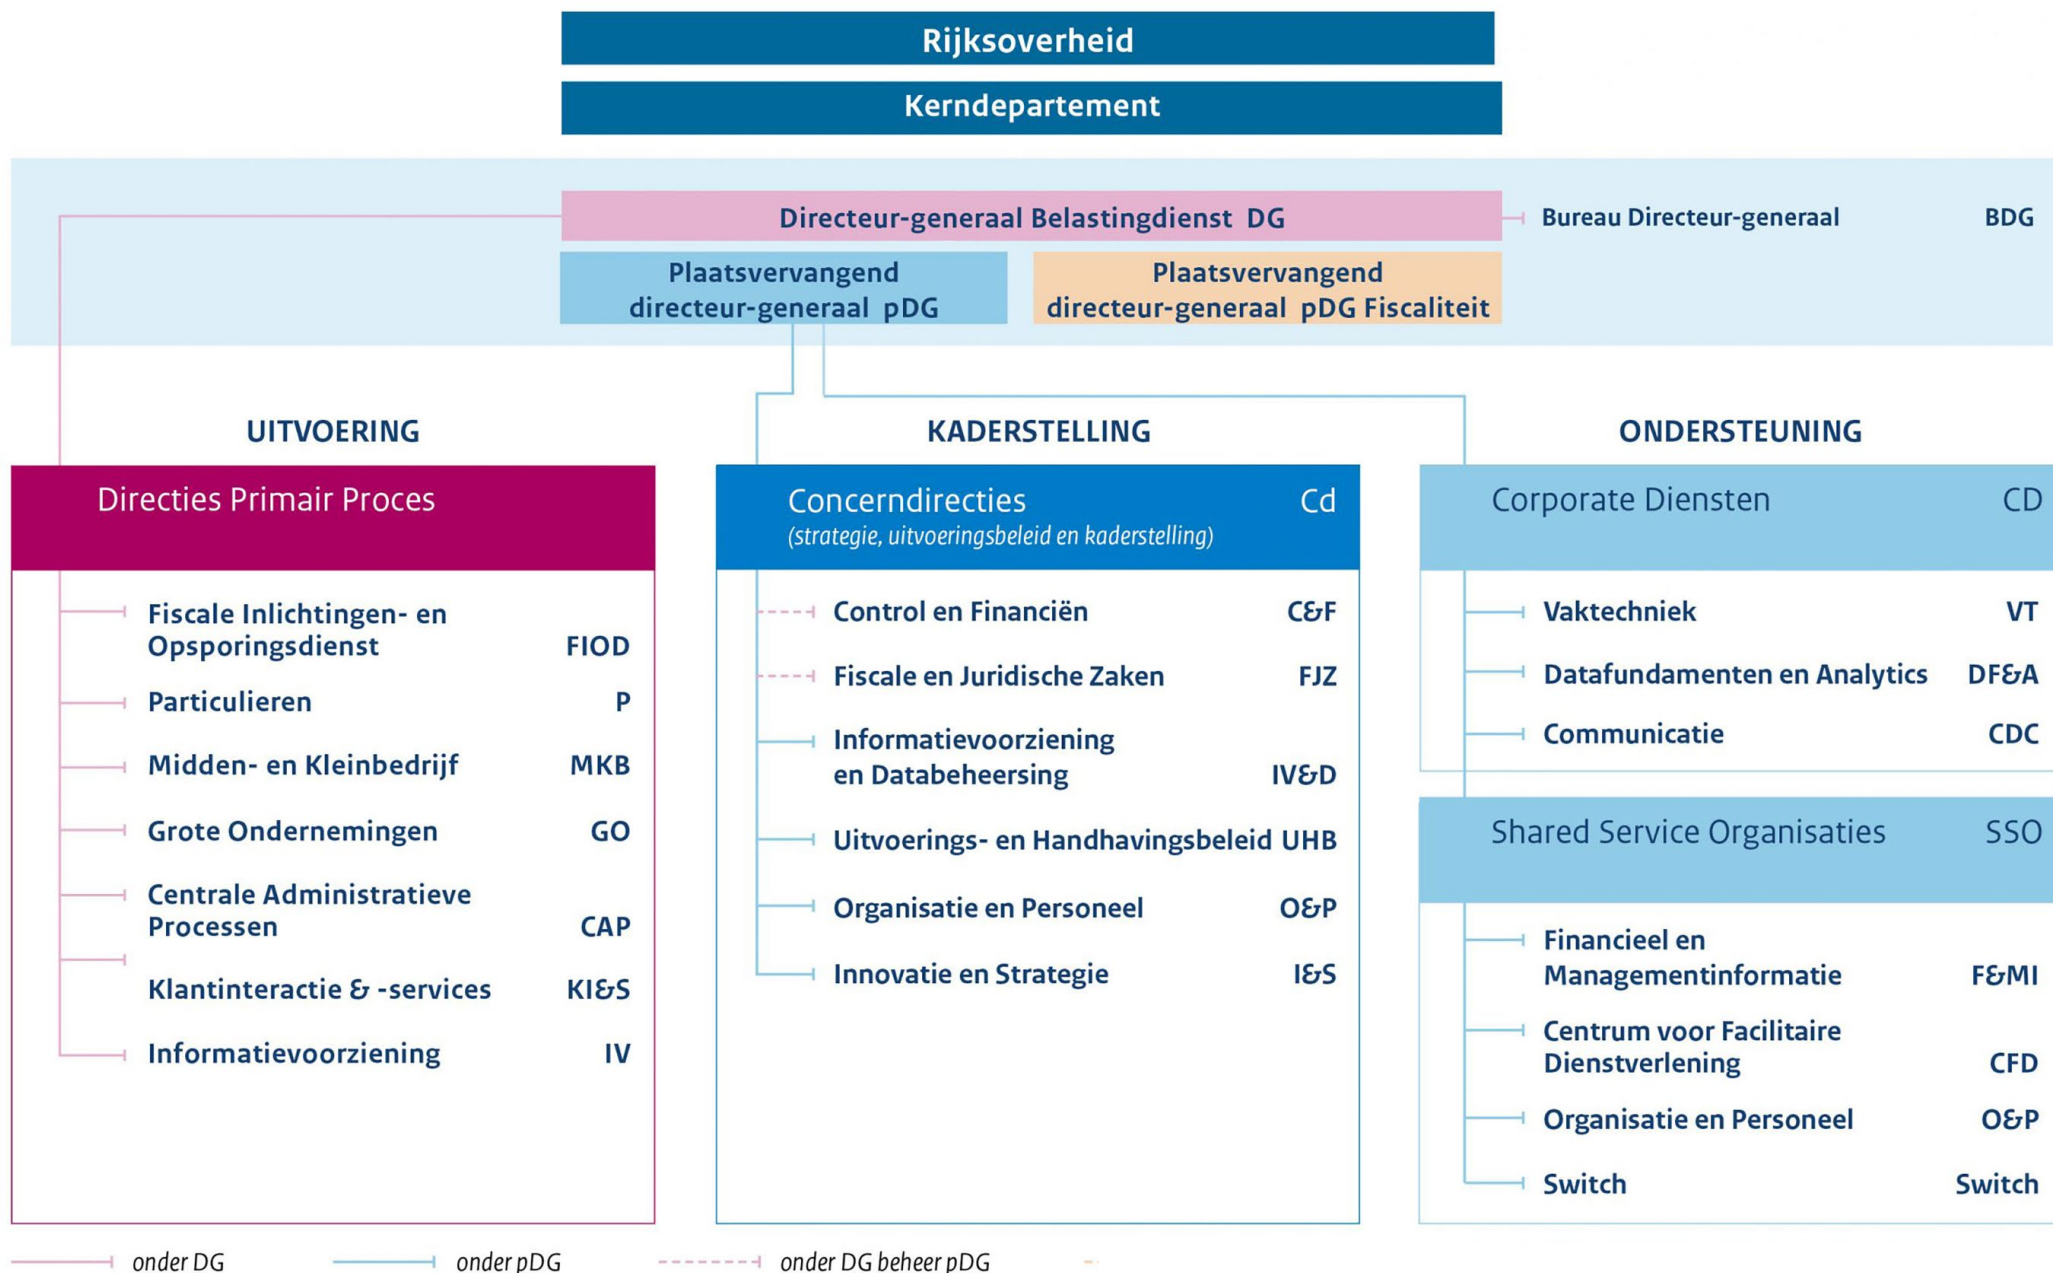 Rijksoverheid
Kerndepartement
Directeur-generaal Belastingdienst DG
Bureau Directeur-generaal BDG
Plaatsvervangend
directeur-generaal pDG
Plaatsvervangend
directeur-generaal pDG Fiscaliteit
UITVOERING
Directies Primair Proces
Fiscale Inlichtingen- en
Opsporingsdienst FIOD
Particulieren P
Midden- en Kleinbedrijf MKB
Grote Ondernemingen GO
Centrale Administratieve
Processen CAP
Klantinteractie & -services KI&S
Informatievoorziening IV
KADERSTELLING
Concerndirecties Cd
(strategie, uitvoeringsbeleid en kaderstelling)
Control en Financiën C&F
Fiscale en Juridische Zaken FJZ
Informatievoorziening
en Databeheersing IV&D
Uitvoerings- en Handhavingsbeleid UHB
Organisatie en Personeel O&P
Innovatie en Strategie I&S
ONDERSTEUNING
Corporate Diensten CD
Vaktechniek VT
Datafundamenten en Analytics DF&A
Communicatie CDC
Shared Service Organisaties SSO
Financieel en
Managementinformatie F&MI
Centrum voor Facilitaire
Dienstverlening CFD
Organisatie en Personeel O&P
Switch Switch
onder DG
onder pDG
onder DG beheer pDG